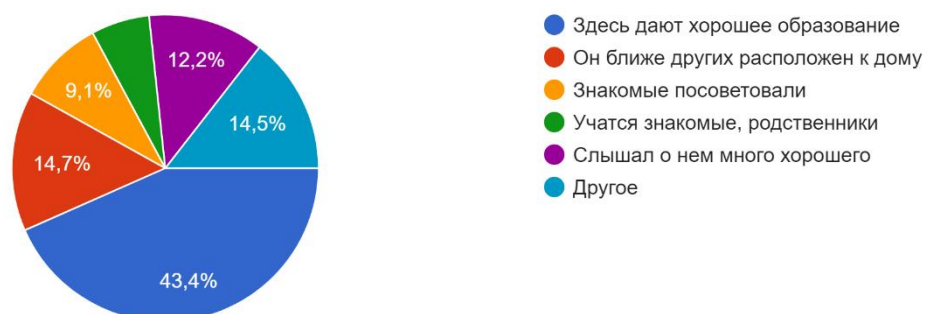 12,2%
9,1%
14,5%
14,7%
43,4%
Здесь дают хорошее образование
Он ближе других расположен к дому
Знакомые посоветовали
Учатся знакомые, родственники
Слышал о нем много хорошего
Другое